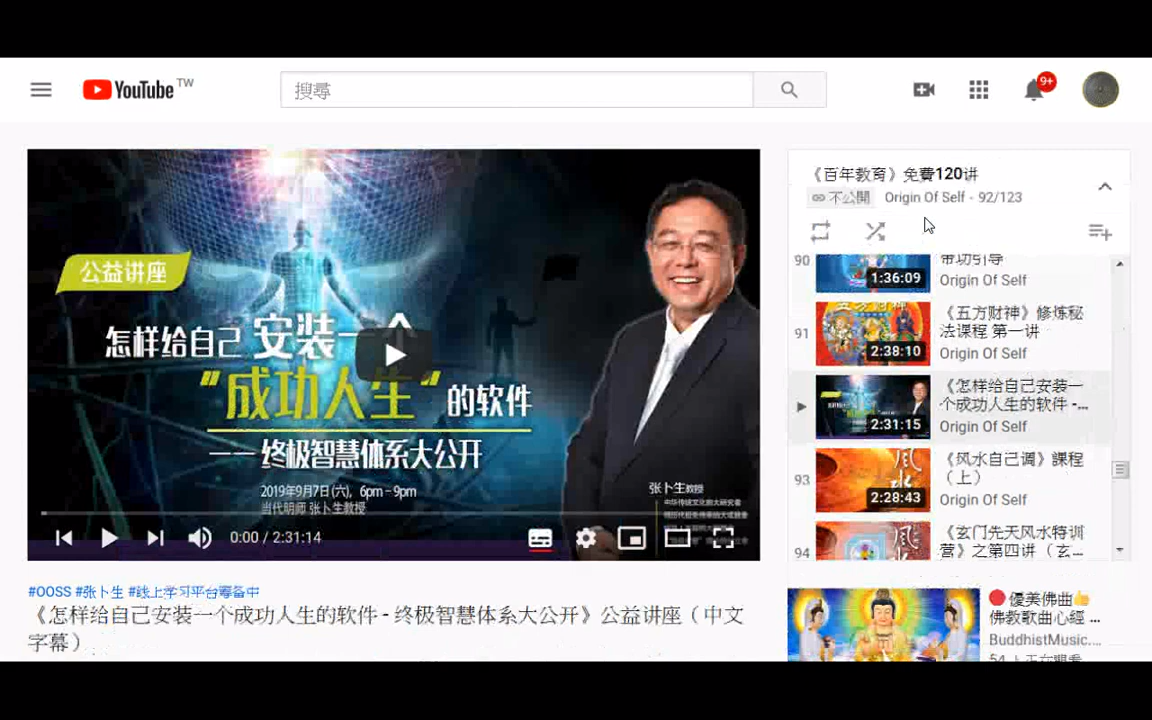 YouTube TW
搜尋
9+
公益讲座
怎样给自己 安装一个
“成功人生”的软件
—— 终极智慧体系大公开
2019年9月7日(六), 6pm－9pm
当代明师 张卜生教授
张卜生教授
0:00 / 2:31:14
#OOSS #张卜生 #线上学习平台筹备中
《怎样给自己安装一个成功人生的软件 - 终极智慧体系大公开》公益讲座（中文
字幕）
《百年教育》免費120讲
不公開 Origin Of Self - 92/123
90
1:36:09
带功引导
Origin Of Self
91
2:38:10
《五方财神》修炼秘
法课程 第一讲
Origin Of Self
2:31:15
《怎样给自己安装一
个成功人生的软件 -...
Origin Of Self
93
风水
2:28:43
《风水自己调》課程
（上）
Origin Of Self
94
《玄门先天风水特训
营》之第四讲（玄...
優美佛曲
佛教歌曲心經 ...
BuddhistMusic....